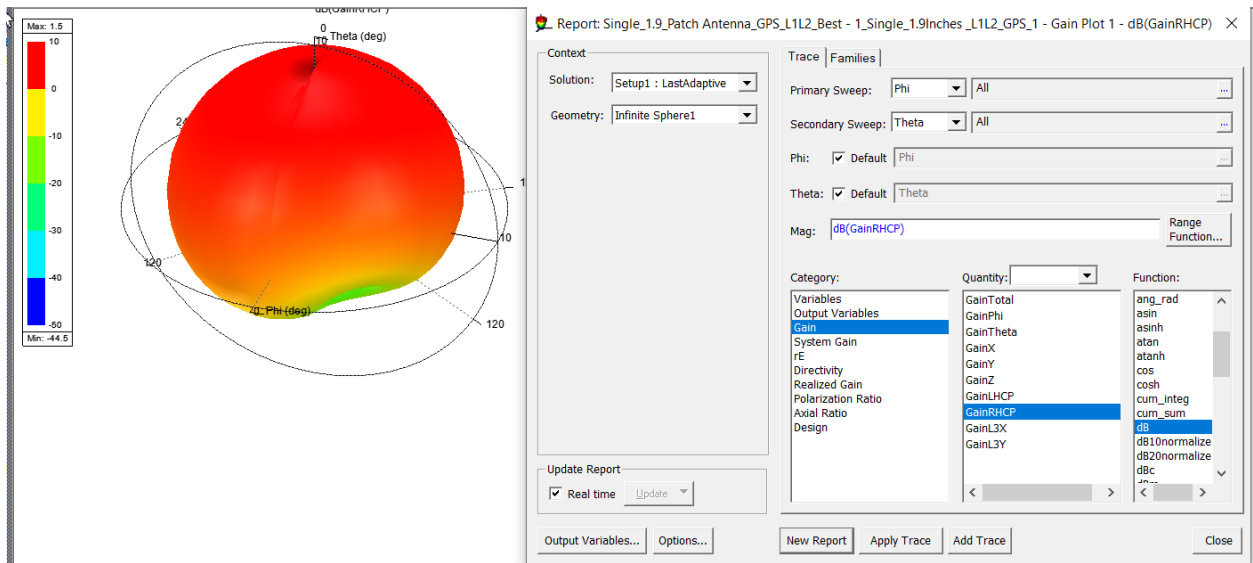 Max: 1.5
10
0
-10
-20
-30
-40
-50
Min: -44.5
dB(GainRHCP)
0
10
Theta (deg)
24
10
120
-40
Phi (deg)
120
Report: Single_1.9_Patch Antenna_GPS_L1L2_Best - 1_Single_1.9Inches _L1L2_GPS_1 - Gain Plot 1 - dB(GainRHCP)
Context
Solution: Setup1 : LastAdaptive
Geometry: Infinite Sphere1
Update Report
Real time
Update
Output Variables...
Options...
Trace
Families
Primary Sweep: Phi All ...
Secondary Sweep: Theta All ...
Phi: Default Phi ...
Theta: Default Theta ...
Mag: dB(GainRHCP)
Range
Function...
Category:
Variables
Output Variables
Gain
System Gain
rE
Directivity
Realized Gain
Polarization Ratio
Axial Ratio
Design
Quantity:
GainTotal
GainPhi
GainTheta
GainX
GainY
GainZ
GainLHCP
GainRHCP
GainL3X
GainL3Y
Function:
ang_rad
asin
asinh
atan
atanh
cos
cosh
cum_integ
cum_sum
dB
dB10normalize
dB20normalize
dBc
New Report
Apply Trace
Add Trace
Close